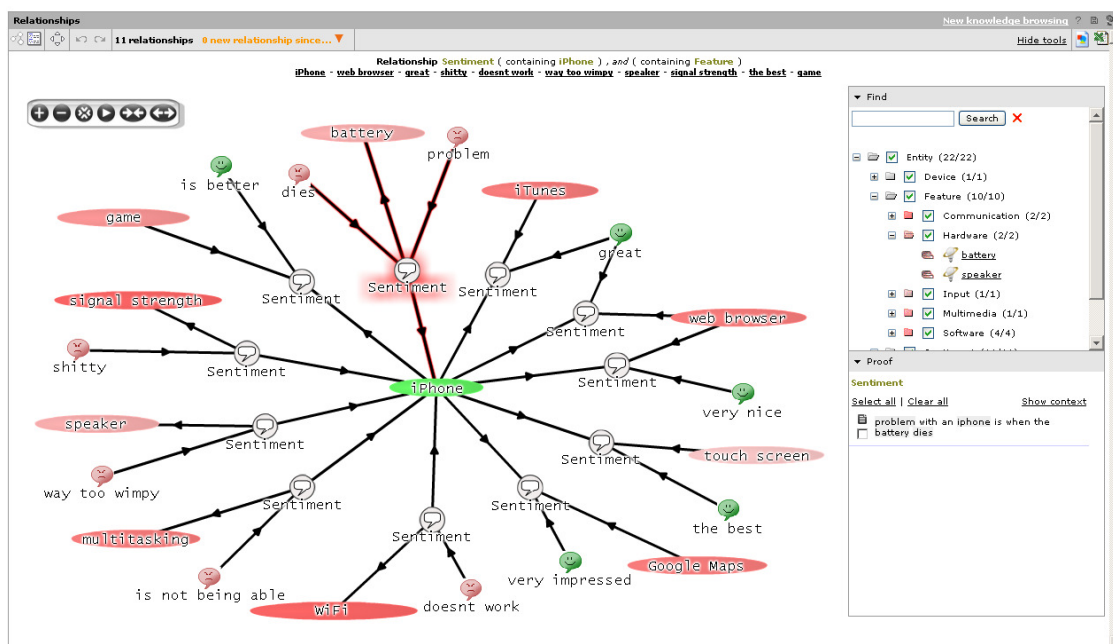 Relationships
New knowledge browsing ?
11 relationships 0 new relationship since...
Hide tools
Relationship Sentiment ( containing iPhone ) , and ( containing Feature )
iPhone - web browser - great - shitty - doesnt work - way too wimpy - speaker - signal strength - the best - game
battery
problem
is better
dies
iTunes
game
great
Sentiment
Sentiment
Sentiment
signal strength
web browser
Sentiment
Sentiment
shitty
Sentiment
iPhone
very nice
speaker
Sentiment
Sentiment
touch screen
way too wimpy
Sentiment
Sentiment
the best
multitasking
Sentiment
Google Maps
is not being able
very impressed
WiFi
doesnt work
Find
Search
Entity (22/22)
Device (1/1)
Feature (10/10)
Communication (2/2)
Hardware (2/2)
battery
speaker
Input (1/1)
Multimedia (1/1)
Software (4/4)
Proof
Sentiment
Select all | Clear all
Show context
problem with an iphone is when the
battery dies